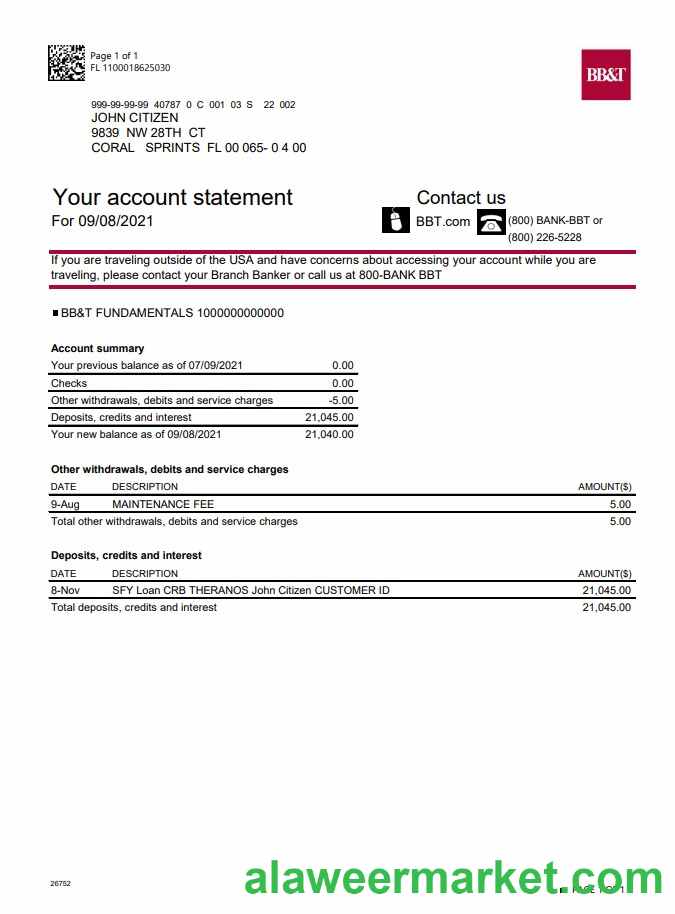 Page 1 of 1
FL 1100018625030
BB&T
999-99-99-99 40787 0 C 001 03 S 22 002
JOHN CITIZEN
9839 NW 28TH CT
CORAL SPRINTS FL 00 065- 0 4 00
Your account statement
For 09/08/2021
Contact us
BBT.com
(800) BANK-BBT or
(800) 226-5228
If you are traveling outside of the USA and have concerns about accessing your account while you are
traveling, please contact your Branch Banker or call us at 800-BANK BBT
BB&T FUNDAMENTALS 1000000000000
Account summary
Your previous balance as of 07/09/2021 0.00
Checks 0.00
Other withdrawals, debits and service charges -5.00
Deposits, credits and interest 21,045.00
Your new balance as of 09/08/2021 21,040.00
Other withdrawals, debits and service charges
DATE DESCRIPTION AMOUNT($)
9-Aug MAINTENANCE FEE 5.00
Total other withdrawals, debits and service charges 5.00
Deposits, credits and interest
DATE DESCRIPTION AMOUNT($)
8-Nov SFY Loan CRB THERANOS John Citizen CUSTOMER ID 21,045.00
Total deposits, credits and interest 21,045.00
26752
alaweermarket.com